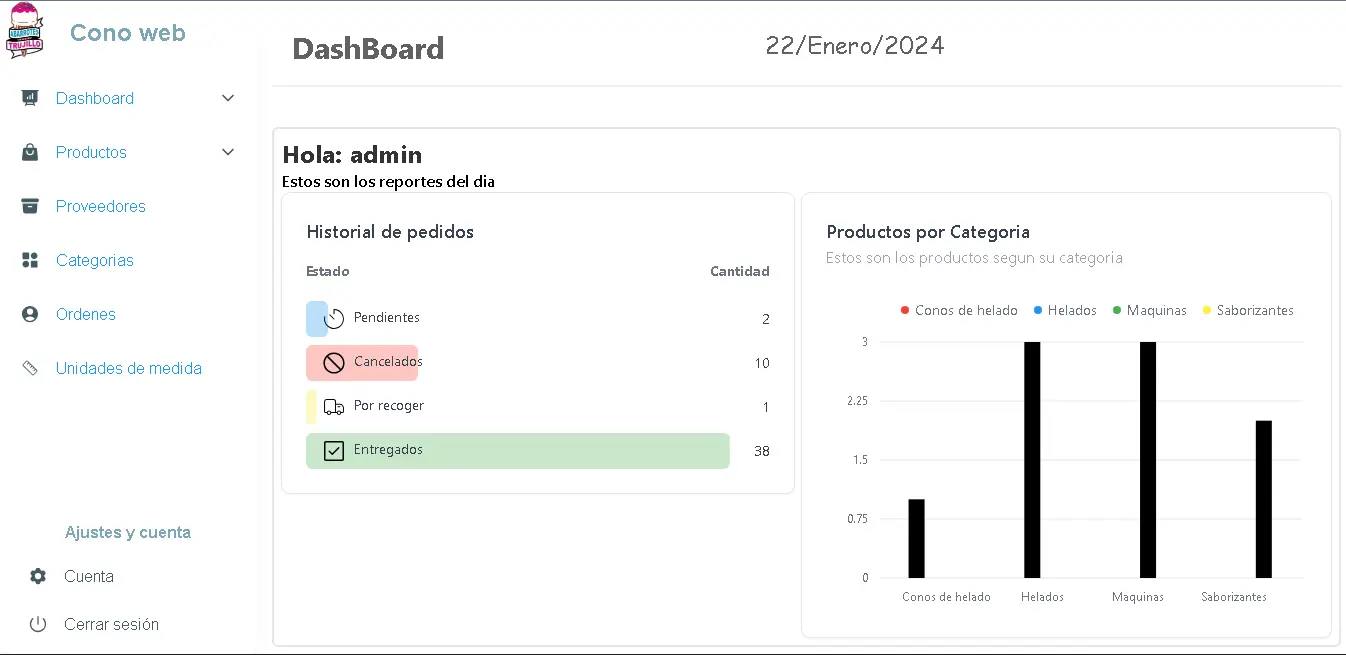 ABARROTES
TRUJILLO
Cono web
DashBoard
22/Enero/2024
Dashboard
Productos
Proveedores
Categorias
Ordenes
Unidades de medida
Ajustes y cuenta
Cuenta
Cerrar sesión
Hola: admin
Estos son los reportes del dia
Historial de pedidos
Estado Cantidad
Pendientes 2
Cancelados 10
Por recoger 1
Entregados 38
Productos por Categoria
Estos son los productos segun su categoria
Conos de helado Helados Maquinas Saborizantes
3
2.25
1.5
0.75
0
Conos de helado Helados Maquinas Saborizantes